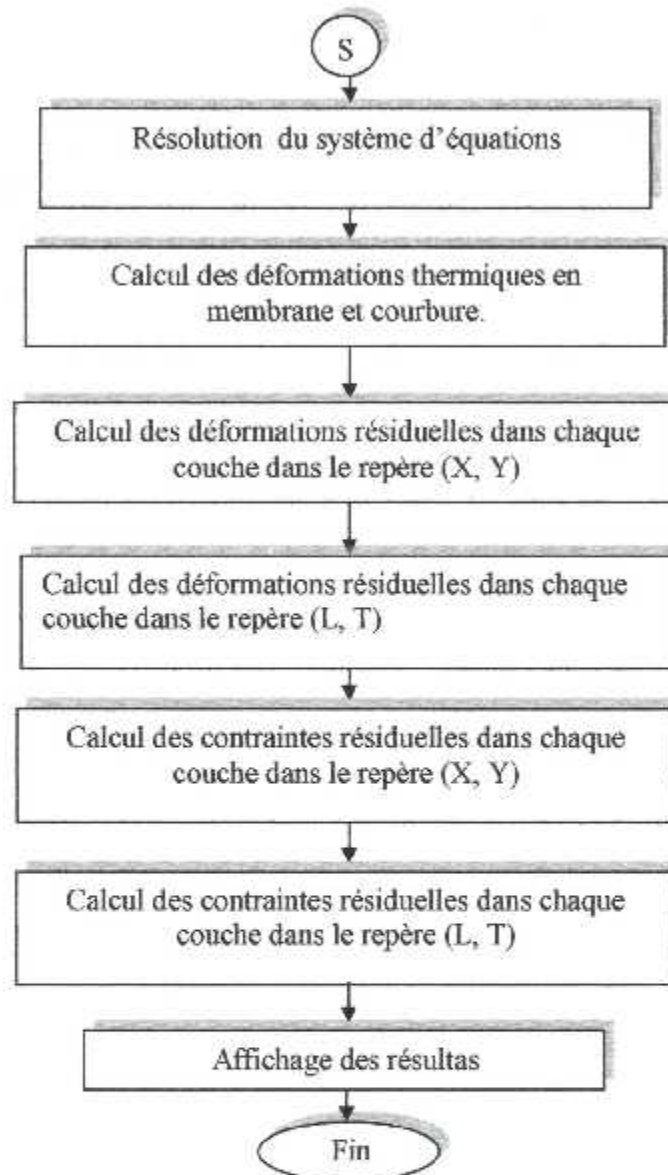 S
Résolution du système d'équations
Calcul des déformations thermiques en
membrane et courbure.
Calcul des déformations résiduelles dans chaque
couche dans le repère (X, Y)
Calcul des déformations résiduelles dans chaque
couche dans le repère (L, T)
Calcul des contraintes résiduelles dans chaque
couche dans le repère (X, Y)
Calcul des contraintes résiduelles dans chaque
couche dans le repère (L, T)
Affichage des résultas
Fin